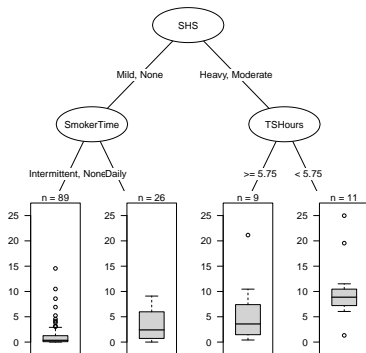 SHS
Mild, None
Heavy, Moderate
SmokerTime
TSHours
Intermittent, None
Daily
>= 5.75
< 5.75
n = 89
n = 26
n = 9
n = 11
25
20
15
10
5
0
25
20
15
10
5
0
25
20
15
10
5
0
25
20
15
10
5
0